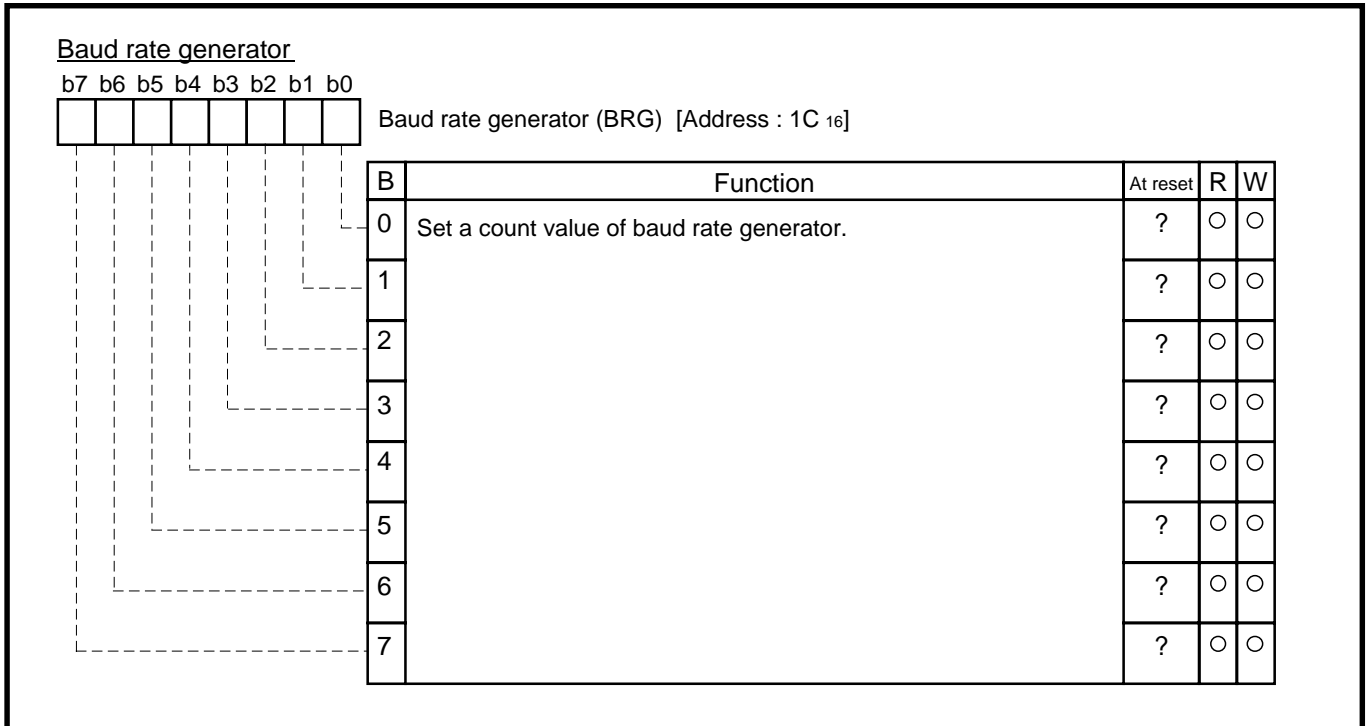 Baud rate generator
b7 b6 b5 b4 b3 b2 b1 b0
Baud rate generator (BRG) [Address : 1C 16]
B Function At reset R W
0 Set a count value of baud rate generator. ? ○ ○
1 ? ○ ○
2 ? ○ ○
3 ? ○ ○
4 ? ○ ○
5 ? ○ ○
6 ? ○ ○
7 ? ○ ○